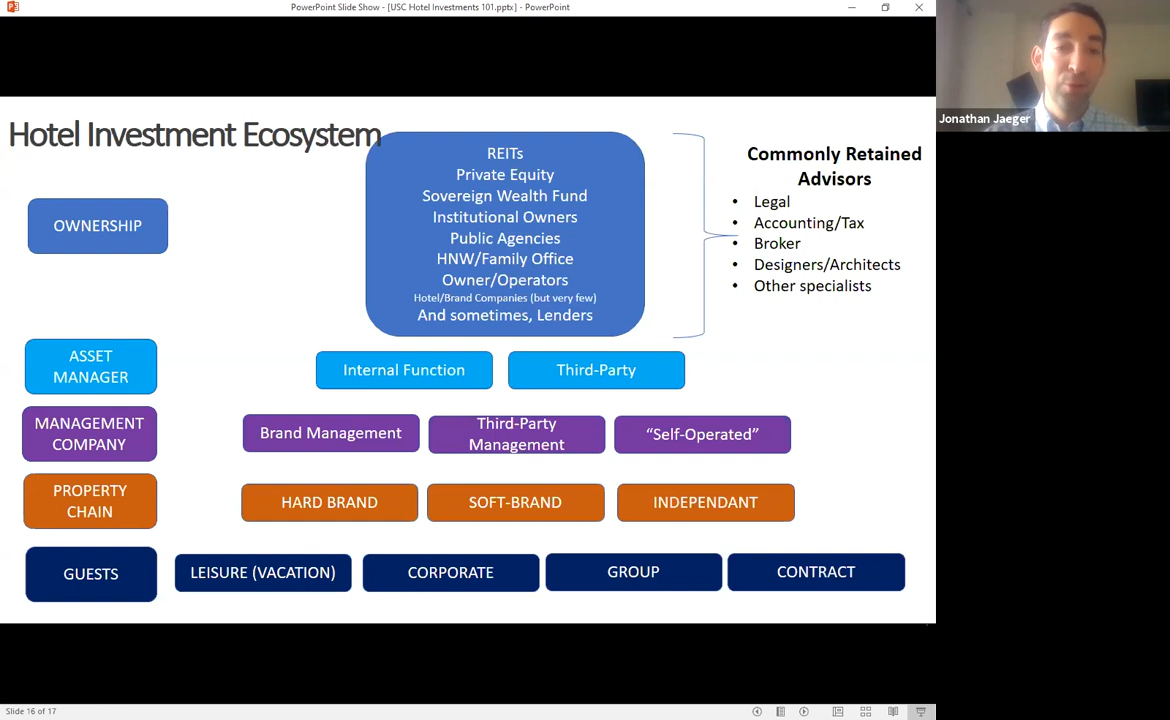 PowerPoint Slide Show - [USC Hotel Investments 101.pptx] - PowerPoint
Jonathan Jaeger
Hotel Investment Ecosystem
OWNERSHIP
REITs
Private Equity
Sovereign Wealth Fund
Institutional Owners
Public Agencies
HNW/Family Office
Owner/Operators
Hotel/Brand Companies (but very few)
And sometimes, Lenders
Commonly Retained
Advisors
• Legal
• Accounting/Tax
• Broker
• Designers/Architects
• Other specialists
ASSET
MANAGER
Internal Function
Third-Party
MANAGEMENT
COMPANY
Brand Management
Third-Party
Management
“Self-Operated”
PROPERTY
CHAIN
HARD BRAND
SOFT-BRAND
INDEPENDANT
GUESTS
LEISURE (VACATION)
CORPORATE
GROUP
CONTRACT
Slide 16 of 17